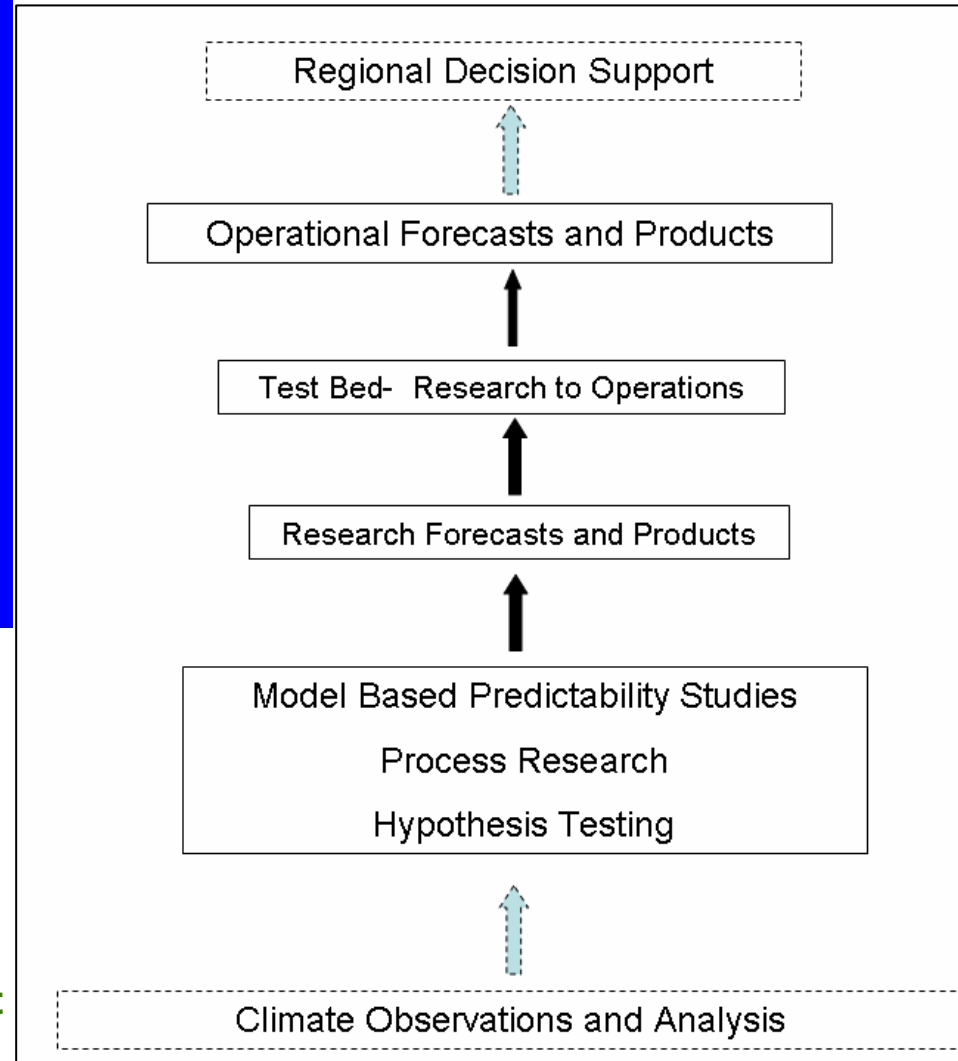 Regional Decision Support
Operational Forecasts and Products
Test Bed- Research to Operations
Research Forecasts and Products
Model Based Predictability Studies
Process Research
Hypothesis Testing
:
Climate Observations and Analysis